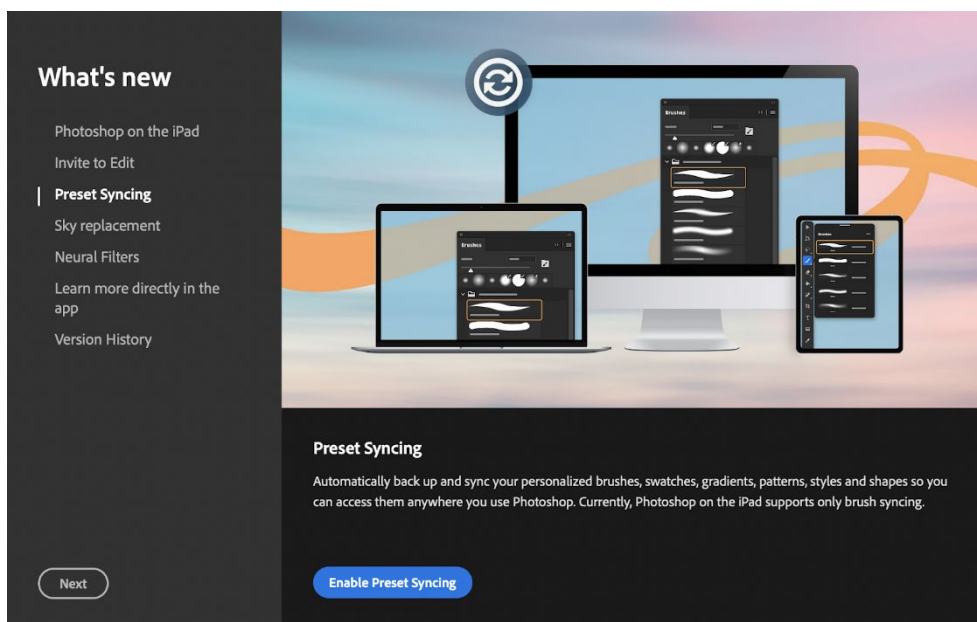 What's new
Photoshop on the iPad
Invite to Edit
Preset Syncing
Sky replacement
Neural Filters
Learn more directly in the
app
Version History
Next
Brushes
Brushes
Brushes
Preset Syncing
Automatically back up and sync your personalized brushes, swatches, gradients, patterns, styles and shapes so you
can access them anywhere you use Photoshop. Currently, Photoshop on the iPad supports only brush syncing.
Enable Preset Syncing